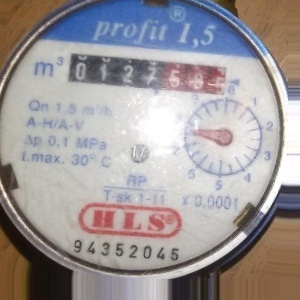 profit® 1,5
m³ 0127 58
Qn 1,5 m³/h
A-H/A-V
Δp 0,1 MPa
t.max. 30° C
RP
T-sk 1-11
x 0,0001
HLS®
94352045